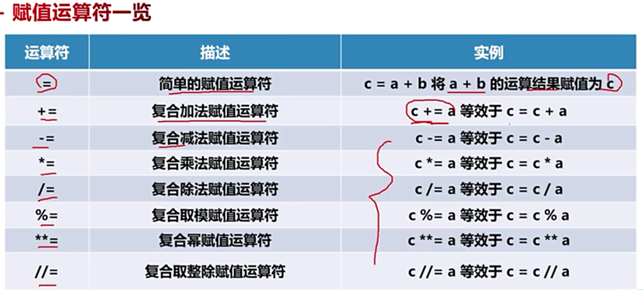 赋值运算符一览
运算符 描述 实例
= 简单的赋值运算符 c = a + b 将 a + b 的运算结果赋值为 c
+= 复合加法赋值运算符 c += a 等效于 c = c + a
-= 复合减法赋值运算符 c -= a 等效于 c = c - a
*= 复合乘法赋值运算符 c *= a 等效于 c = c * a
/= 复合除法赋值运算符 c /= a 等效于 c = c / a
%= 复合取模赋值运算符 c %= a 等效于 c = c % a
**= 复合幂赋值运算符 c **= a 等效于 c = c ** a
//= 复合取整除赋值运算符 c //= a 等效于 c = c // a